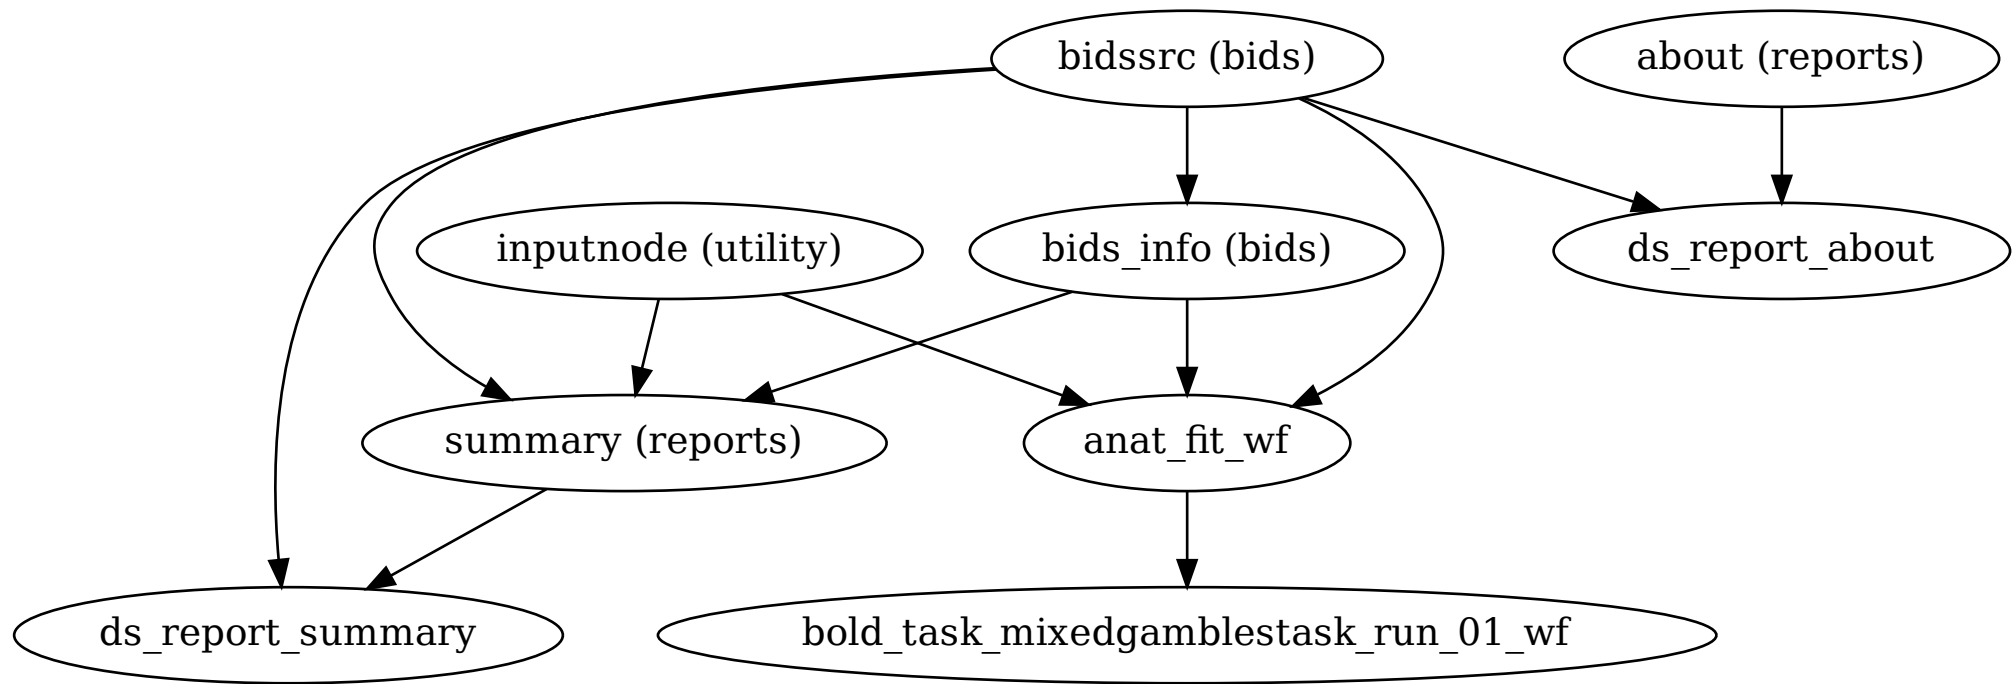 bidssrc (bids)
about (reports)
inputnode (utility)
bids_info (bids)
ds_report_about
summary (reports)
anat_fit_wf
ds_report_summary
bold_task_mixedgamblestask_run_01_wf